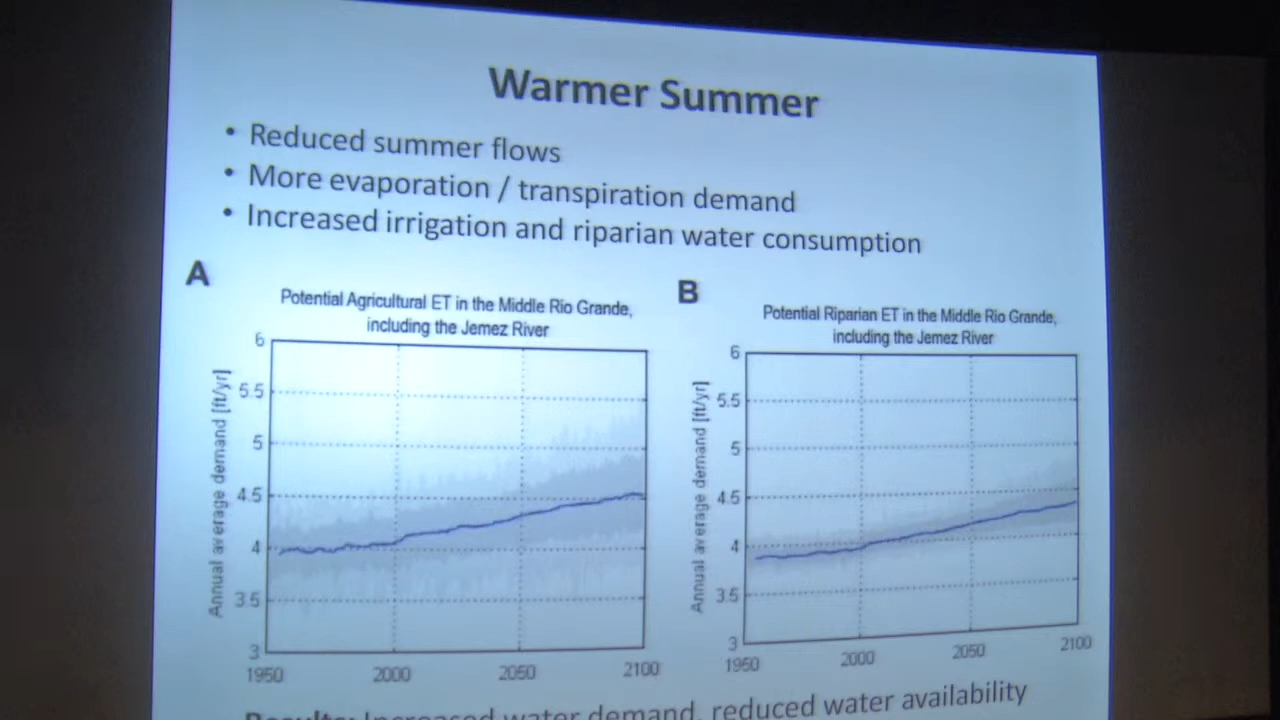 Warmer Summer
• Reduced summer flows
• More evaporation / transpiration demand
• Increased irrigation and riparian water consumption
A
Potential Agricultural ET in the Middle Rio Grande,
including the Jemez River
Annual average demand [ft/yr]
6
5.5
5
4.5
4
3.5
3
1950 2000 2050 2100
B
Potential Riparian ET in the Middle Rio Grande,
including the Jemez River
Annual average demand [ft/yr]
6
5.5
5
4.5
4
3.5
3
1950 2000 2050 2100
Results: Increased water demand, reduced water availability